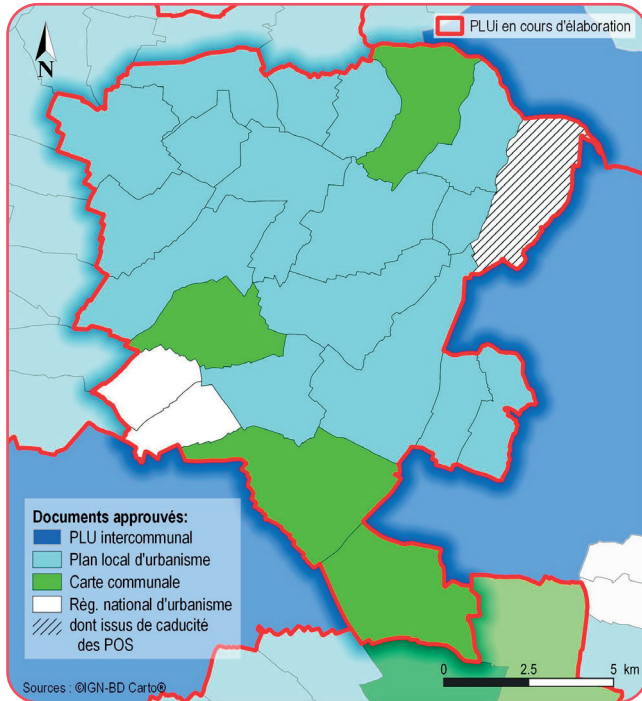 PLUi en cours d'élaboration
N
Documents approuvés:
PLU intercommunal
Plan local d'urbanisme
Carte communale
Règ. national d'urbanisme
dont issus de caducité
des POS
0 2.5 5 km
Sources : ©IGN-BD Carto®